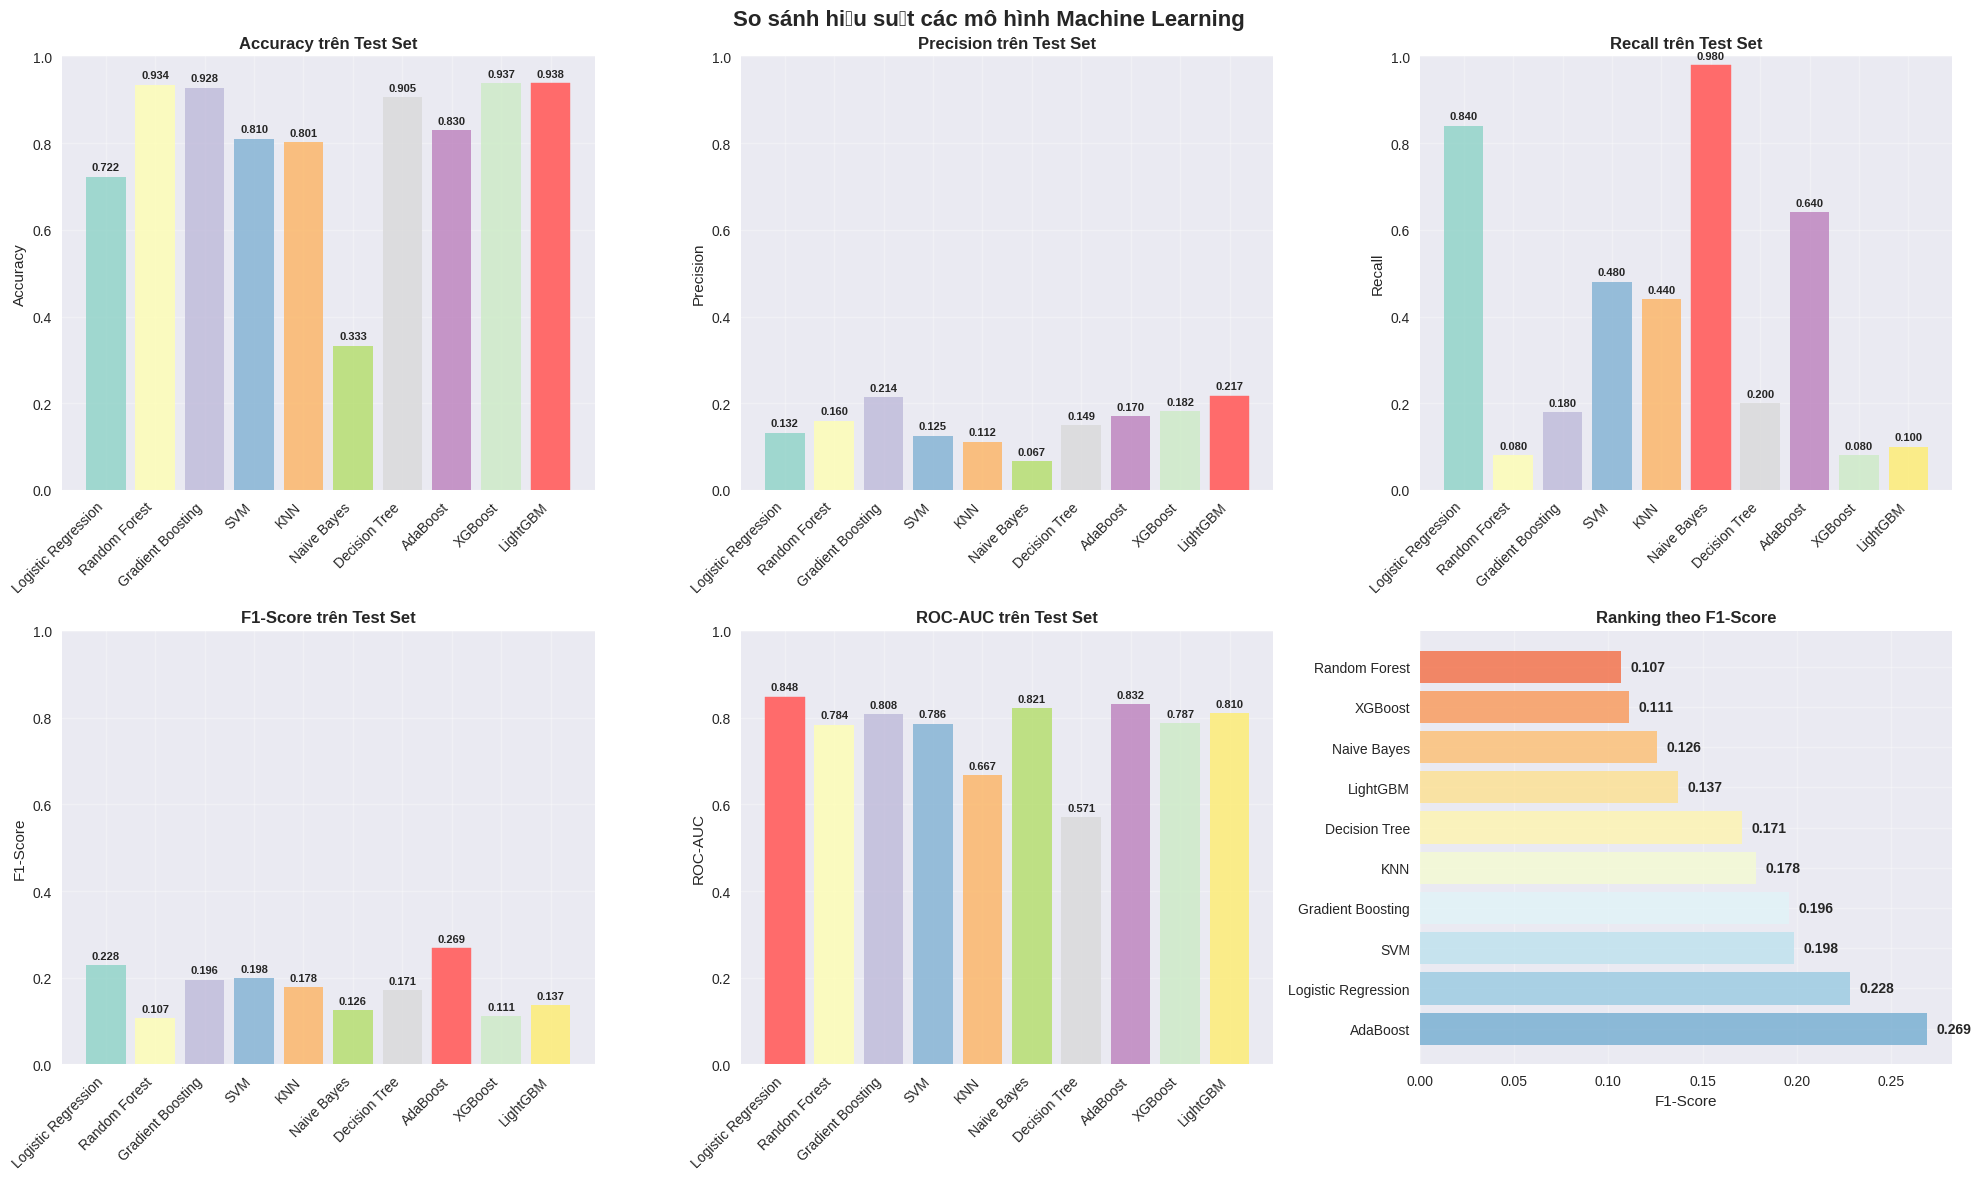 So sánh hi▯u su▯t các mô hình Machine Learning
Accuracy trên Test Set
Accuracy
1.0
0.8
0.6
0.4
0.2
0.0
0.722
0.934
0.928
0.810
0.801
0.333
0.905
0.830
0.937
0.938
Logistic Regression
Random Forest
Gradient Boosting
SVM
KNN
Naive Bayes
Decision Tree
AdaBoost
XGBoost
LightGBM
Precision trên Test Set
Precision
1.0
0.8
0.6
0.4
0.2
0.0
0.132
0.160
0.214
0.125
0.112
0.067
0.149
0.170
0.182
0.217
Logistic Regression
Random Forest
Gradient Boosting
SVM
KNN
Naive Bayes
Decision Tree
AdaBoost
XGBoost
LightGBM
Recall trên Test Set
Recall
1.0
0.8
0.6
0.4
0.2
0.0
0.840
0.080
0.180
0.480
0.440
0.980
0.200
0.640
0.080
0.100
Logistic Regression
Random Forest
Gradient Boosting
SVM
KNN
Naive Bayes
Decision Tree
AdaBoost
XGBoost
LightGBM
F1-Score trên Test Set
F1-Score
1.0
0.8
0.6
0.4
0.2
0.0
0.228
0.107
0.196
0.198
0.178
0.126
0.171
0.269
0.111
0.137
Logistic Regression
Random Forest
Gradient Boosting
SVM
KNN
Naive Bayes
Decision Tree
AdaBoost
XGBoost
LightGBM
ROC-AUC trên Test Set
ROC-AUC
1.0
0.8
0.6
0.4
0.2
0.0
0.848
0.784
0.808
0.786
0.667
0.821
0.571
0.832
0.787
0.810
Logistic Regression
Random Forest
Gradient Boosting
SVM
KNN
Naive Bayes
Decision Tree
AdaBoost
XGBoost
LightGBM
Ranking theo F1-Score
Random Forest 0.107
XGBoost 0.111
Naive Bayes 0.126
LightGBM 0.137
Decision Tree 0.171
KNN 0.178
Gradient Boosting 0.196
SVM 0.198
Logistic Regression 0.228
AdaBoost 0.269
0.00 0.05 0.10 0.15 0.20 0.25
F1-Score